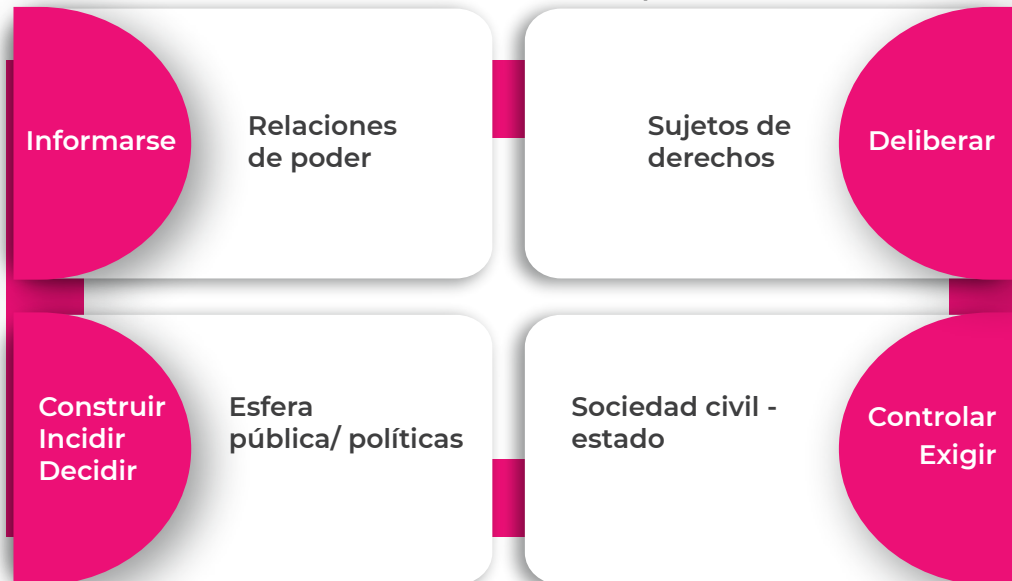 Informarse
Relaciones
de poder
Sujetos de
derechos
Deliberar
Construir
Incidir
Decidir
Esfera
pública/ políticas
Sociedad civil -
estado
Controlar
Exigir